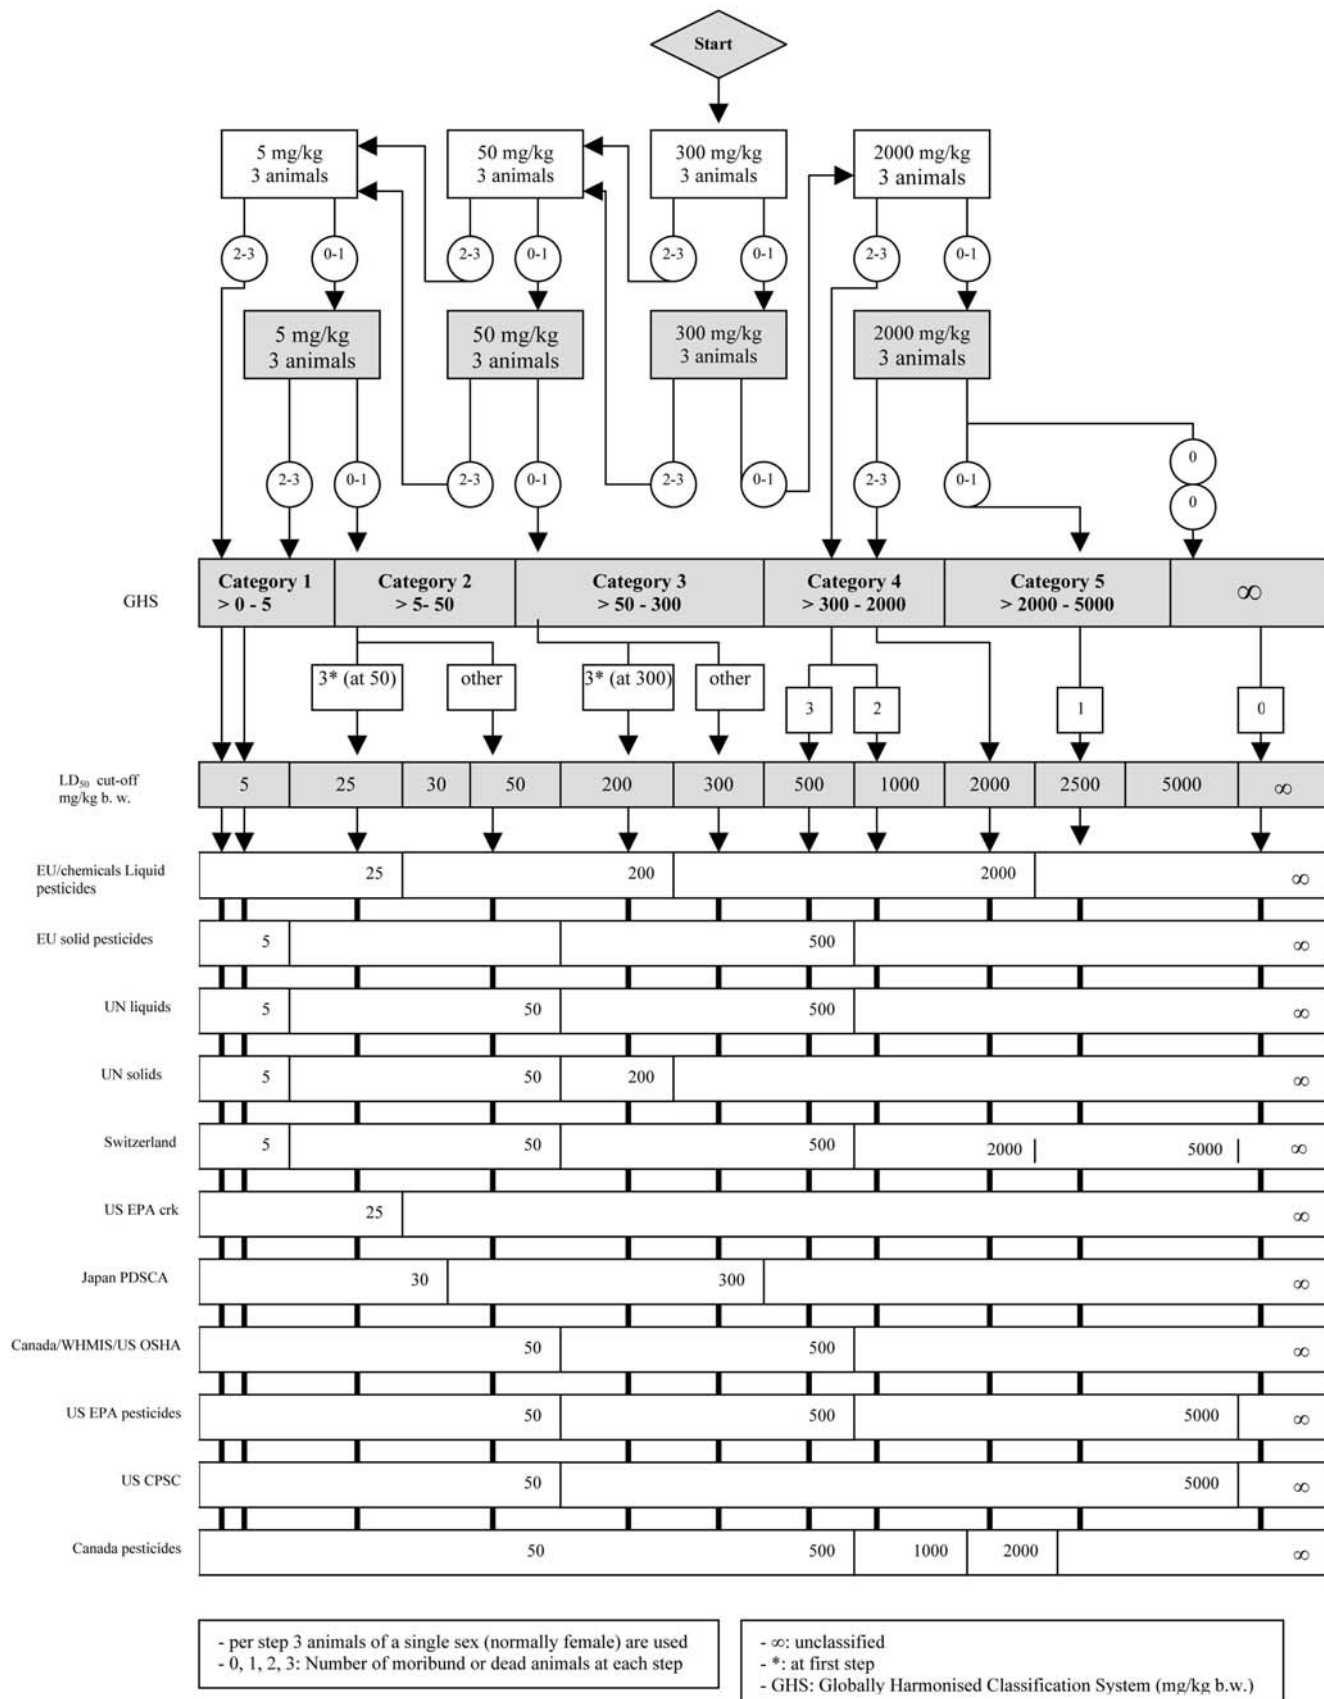 Start
5 mg/kg
3 animals
50 mg/kg
3 animals
300 mg/kg
3 animals
2000 mg/kg
3 animals
2-3
0-1
2-3
0-1
2-3
0-1
2-3
0-1
5 mg/kg
3 animals
50 mg/kg
3 animals
300 mg/kg
3 animals
2000 mg/kg
3 animals
2-3
0-1
2-3
0-1
2-3
0-1
2-3
0-1
0
0
GHS
Category 1
> 0 - 5
Category 2
> 5- 50
Category 3
> 50 - 300
Category 4
> 300 - 2000
Category 5
> 2000 - 5000
∞
3* (at 50)
other
3* (at 300)
other
3
2
1
0
LD50 cut-off
mg/kg b. w.
5
25
30
50
200
300
500
1000
2000
2500
5000
∞
EU/chemicals Liquid
pesticides
25
200
2000
∞
EU solid pesticides
5
500
∞
UN liquids
5
50
500
∞
UN solids
5
50
200
∞
Switzerland
5
50
500
2000
5000
∞
US EPA crk
25
∞
Japan PDSCA
30
300
∞
Canada/WHMIS/US OSHA
50
500
∞
US EPA pesticides
50
500
5000
∞
US CPSC
50
5000
∞
Canada pesticides
50
500
1000
2000
∞
- per step 3 animals of a single sex (normally female) are used
- 0, 1, 2, 3: Number of moribund or dead animals at each step
- ∞: unclassified
- *: at first step
- GHS: Globally Harmonised Classification System (mg/kg b.w.)